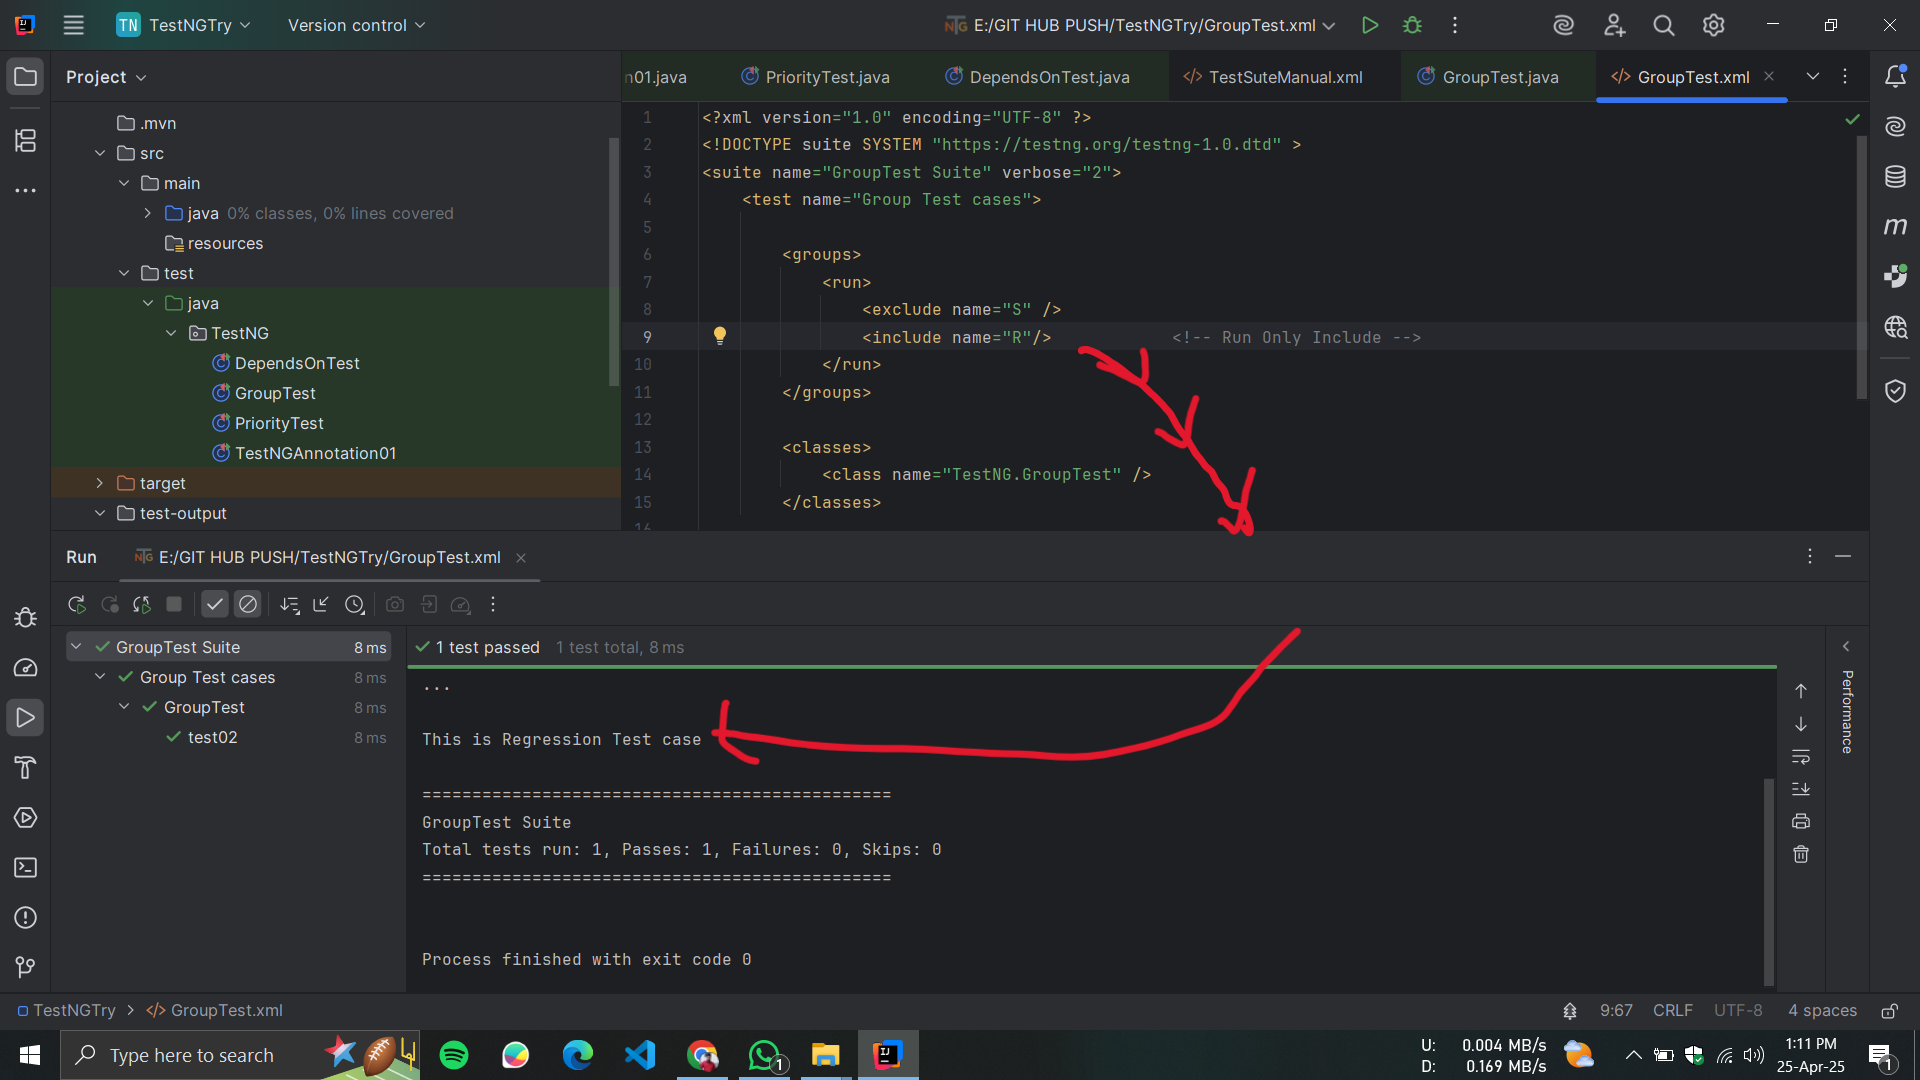 TN TestNGTry
Version control
E:/GIT HUB PUSH/TestNGTry/GroupTest.xml
Project
n01.java
PriorityTest.java
DependsOnTest.java
TestSuteManual.xml
GroupTest.java
GroupTest.xml
.mvn
src
main
java 0% classes, 0% lines covered
resources
test
java
TestNG
DependsOnTest
GroupTest
PriorityTest
TestNGAnnotation01
target
test-output
1 <?xml version="1.0" encoding="UTF-8" ?>
2 <!DOCTYPE suite SYSTEM "https://testng.org/testng-1.0.dtd" >
3 <suite name="GroupTest Suite" verbose="2">
4 <test name="Group Test cases">
5
6 <groups>
7 <run>
8 <exclude name="S" />
9 <include name="R"/> <!-- Run Only Include -->
10 </run>
11 </groups>
12
13 <classes>
14 <class name="TestNG.GroupTest" />
15 </classes>
16
Run
E:/GIT HUB PUSH/TestNGTry/GroupTest.xml
GroupTest Suite 8 ms
Group Test cases 8 ms
GroupTest 8 ms
test02 8 ms
1 test passed 1 test total, 8 ms
...
This is Regression Test case
===============================================
GroupTest Suite
Total tests run: 1, Passes: 1, Failures: 0, Skips: 0
===============================================
Process finished with exit code 0
Performance
TestNGTry > GroupTest.xml
9:67 CRLF UTF-8 4 spaces
Type here to search
U: 0.004 MB/s
D: 0.169 MB/s
1:11 PM
25-Apr-25
1
1